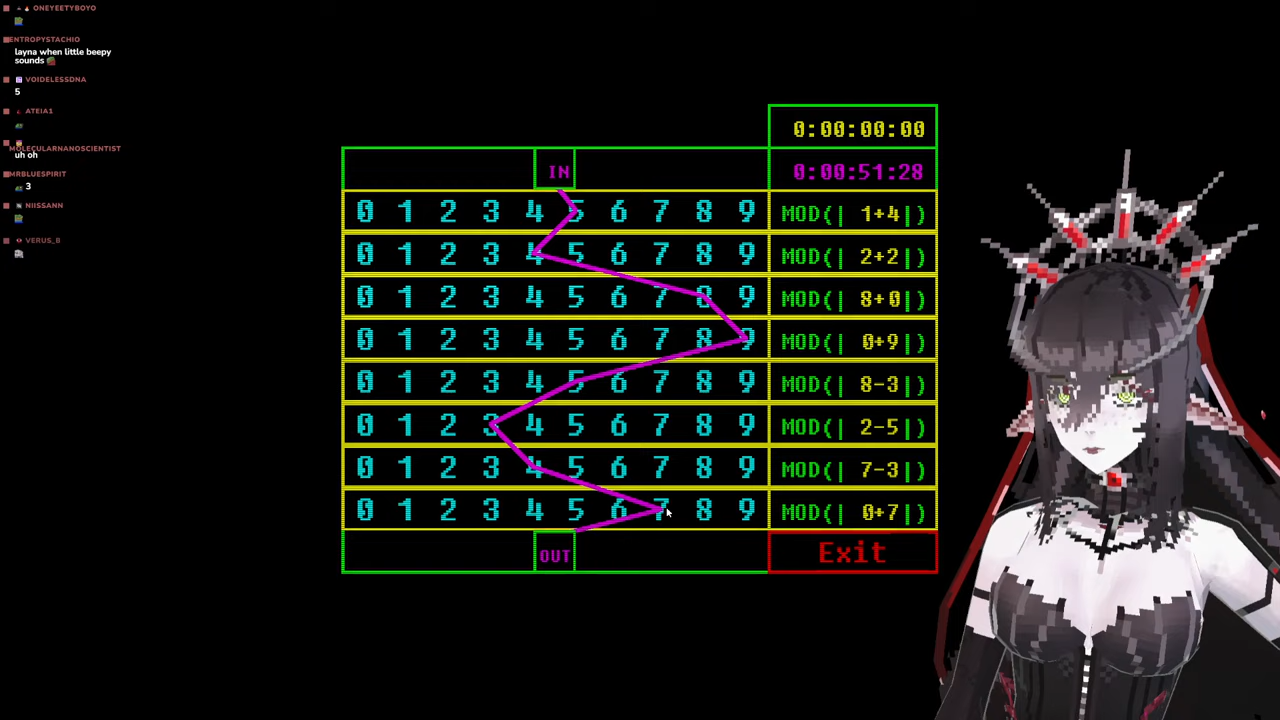 ONEYEETYBOYO
ENTROPYSTACHIO
layna when little beepy
sounds
VOIDELESSDNA
5
ATEIA1
MOLECULARNANOSCIENTIST
uh oh
MRBLUESPIRIT
3
NIISSANN
VERUS_B
0:00:00:00
IN
0:00:51:28
0 1 2 3 4 5 6 7 8 9 MOD(| 1+4|)
0 1 2 3 4 5 6 7 8 9 MOD(| 2+2|)
0 1 2 3 4 5 6 7 8 9 MOD(| 8+0|)
0 1 2 3 4 5 6 7 8 9 MOD(| 0+9|)
0 1 2 3 4 5 6 7 8 9 MOD(| 8-3|)
0 1 2 3 4 5 6 7 8 9 MOD(| 2-5|)
0 1 2 3 4 5 6 7 8 9 MOD(| 7-3|)
0 1 2 3 4 5 6 7 8 9 MOD(| 0+7|)
OUT
Exit